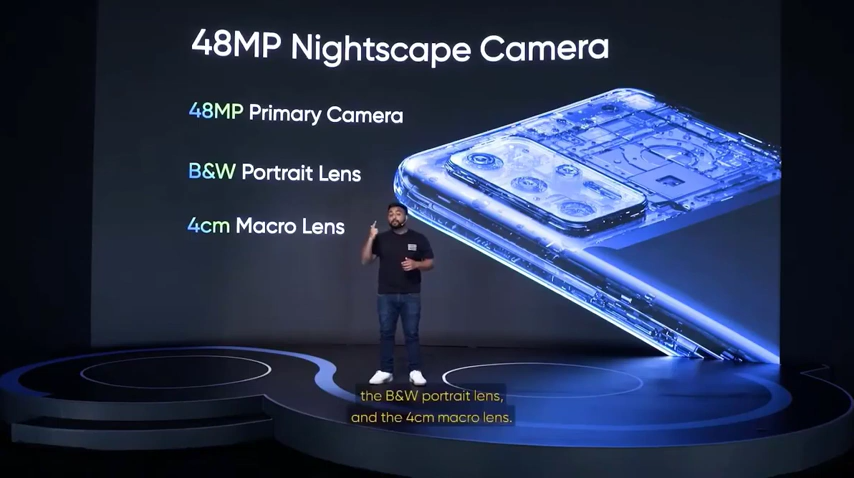 48MP Nightscape Camera
48MP Primary Camera
B&W Portrait Lens
4cm Macro Lens
the B&W portrait lens,
and the 4cm macro lens.